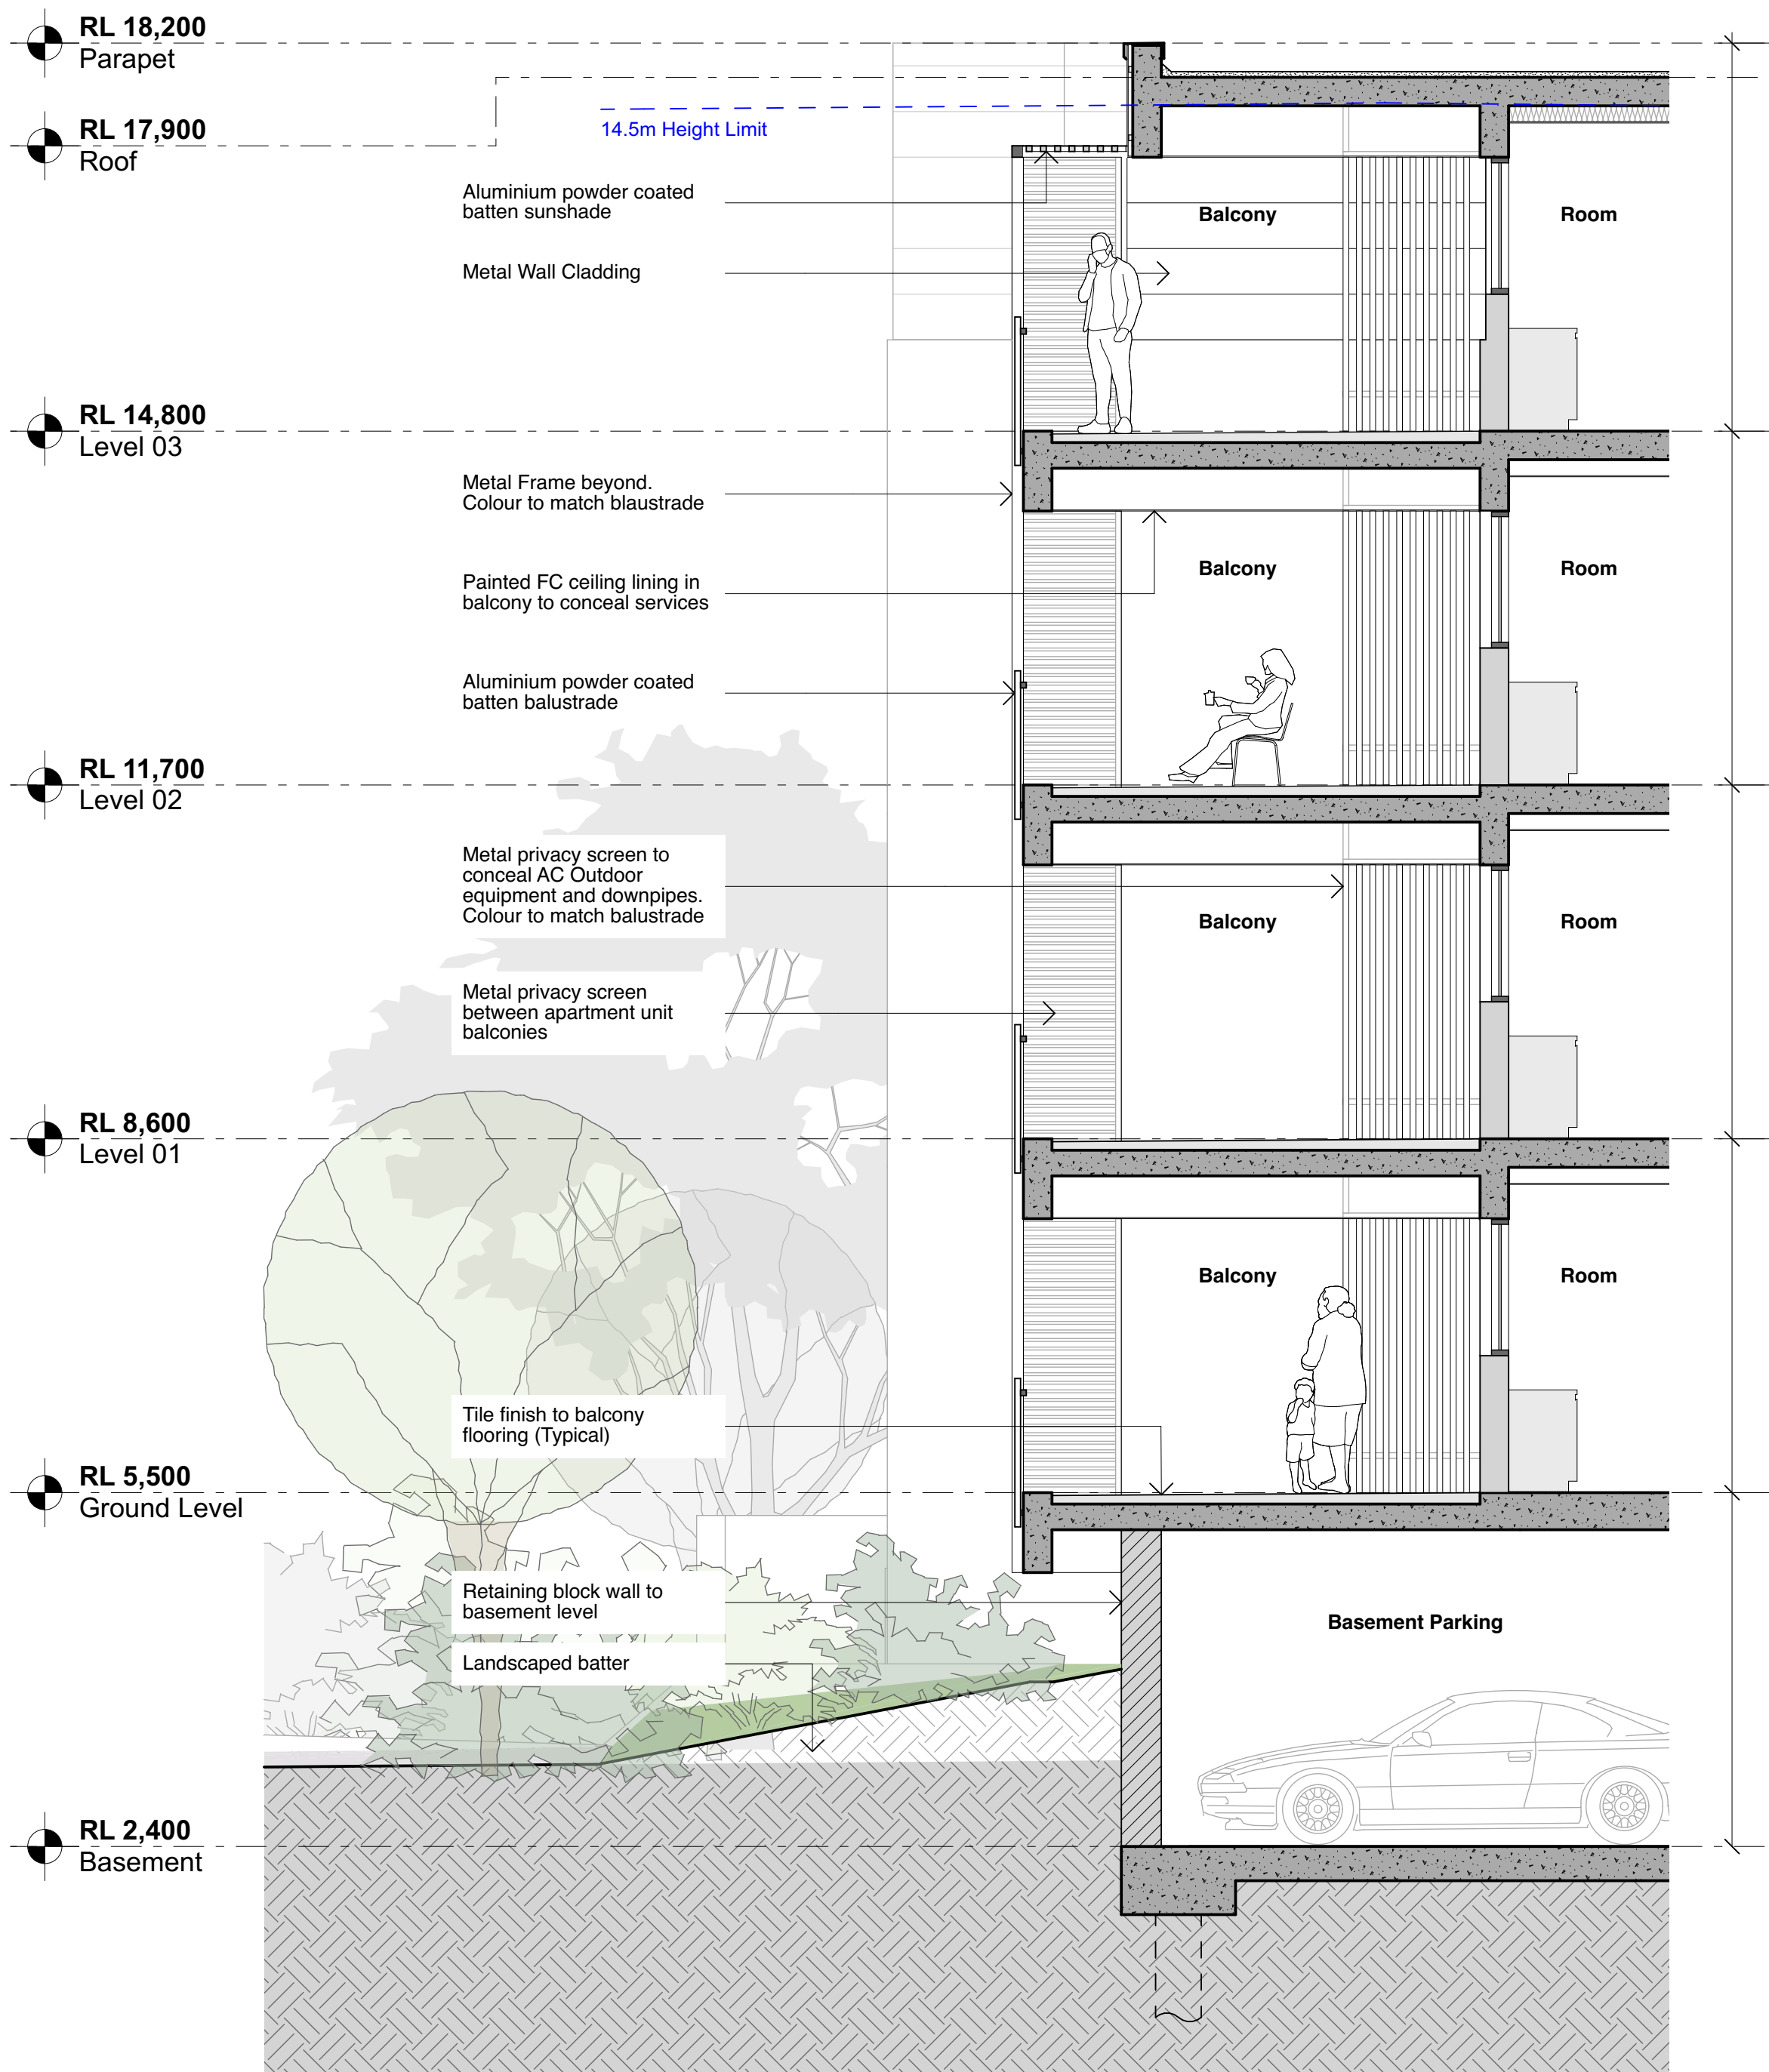 RL 18,200
Parapet
14.5m Height Limit
RL 17,900
Roof
Aluminium powder coated
batten sunshade
Balcony
Room
Metal Wall Cladding
RL 14,800
Level 03
Metal Frame beyond.
Colour to match blaustrade
Balcony
Room
Painted FC ceiling lining in
balcony to conceal services
Aluminium powder coated
batten balustrade
RL 11,700
Level 02
Metal privacy screen to
conceal AC Outdoor
equipment and downpipes.
Colour to match balustrade
Balcony
Room
Metal privacy screen
between apartment unit
balconies
RL 8,600
Level 01
Balcony
Room
Tile finish to balcony
flooring (Typical)
RL 5,500
Ground Level
Retaining block wall to
basement level
Basement Parking
Landscaped batter
RL 2,400
Basement